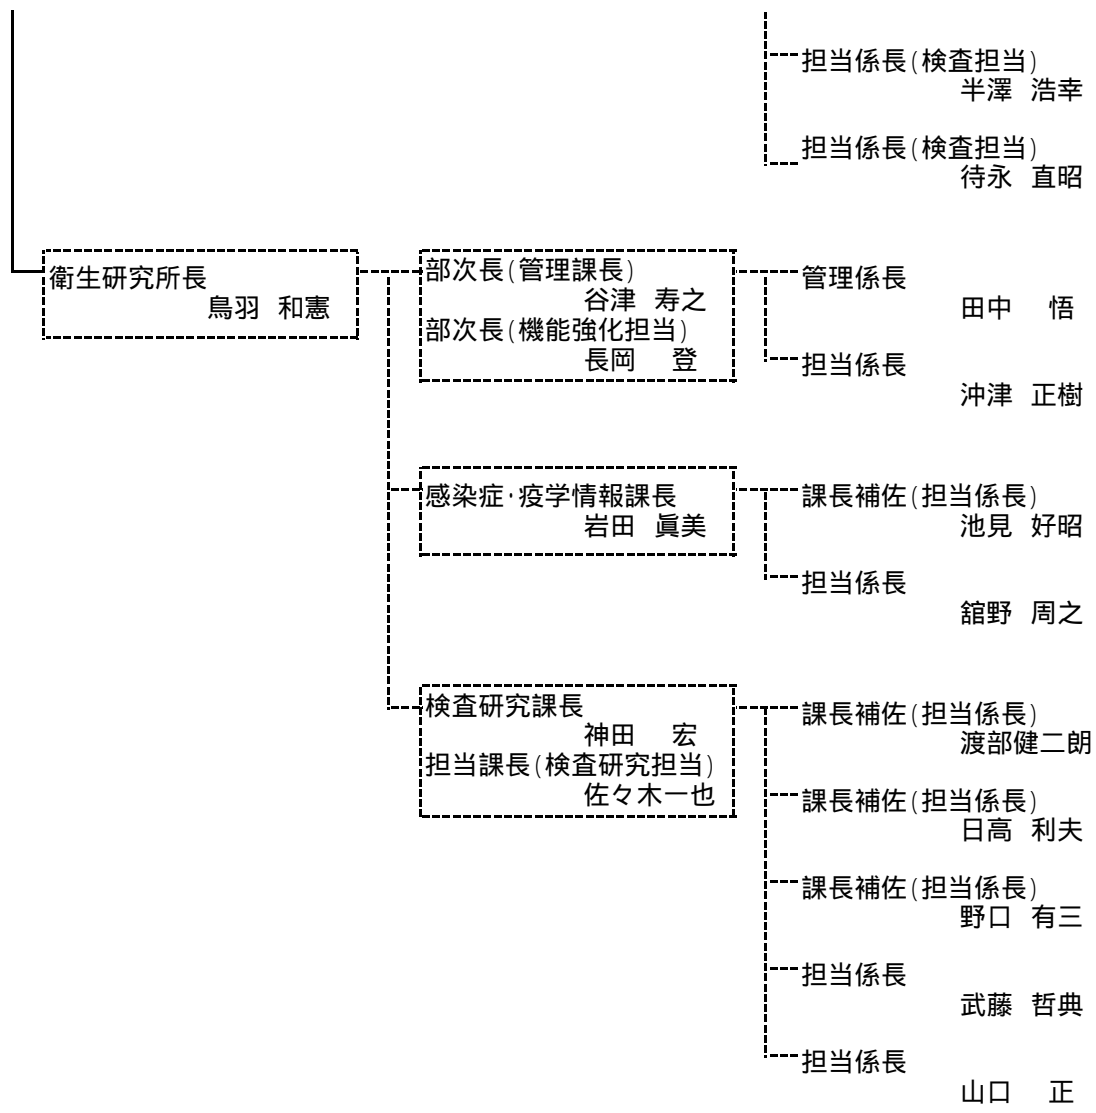 担当係長(検査担当)
半澤 浩幸
担当係長(検査担当)
待永 直昭
衛生研究所長
鳥羽 和憲
部次長(管理課長)
谷津 寿之
部次長(機能強化担当)
長岡 登
管理係長
田中 悟
担当係長
沖津 正樹
感染症・疫学情報課長
岩田 眞美
課長補佐(担当係長)
池見 好昭
担当係長
舘野 周之
検査研究課長
神田 宏
担当課長(検査研究担当)
佐々木一也
課長補佐(担当係長)
渡部健二朗
課長補佐(担当係長)
日高 利夫
課長補佐(担当係長)
野口 有三
担当係長
武藤 哲典
担当係長
山口 正